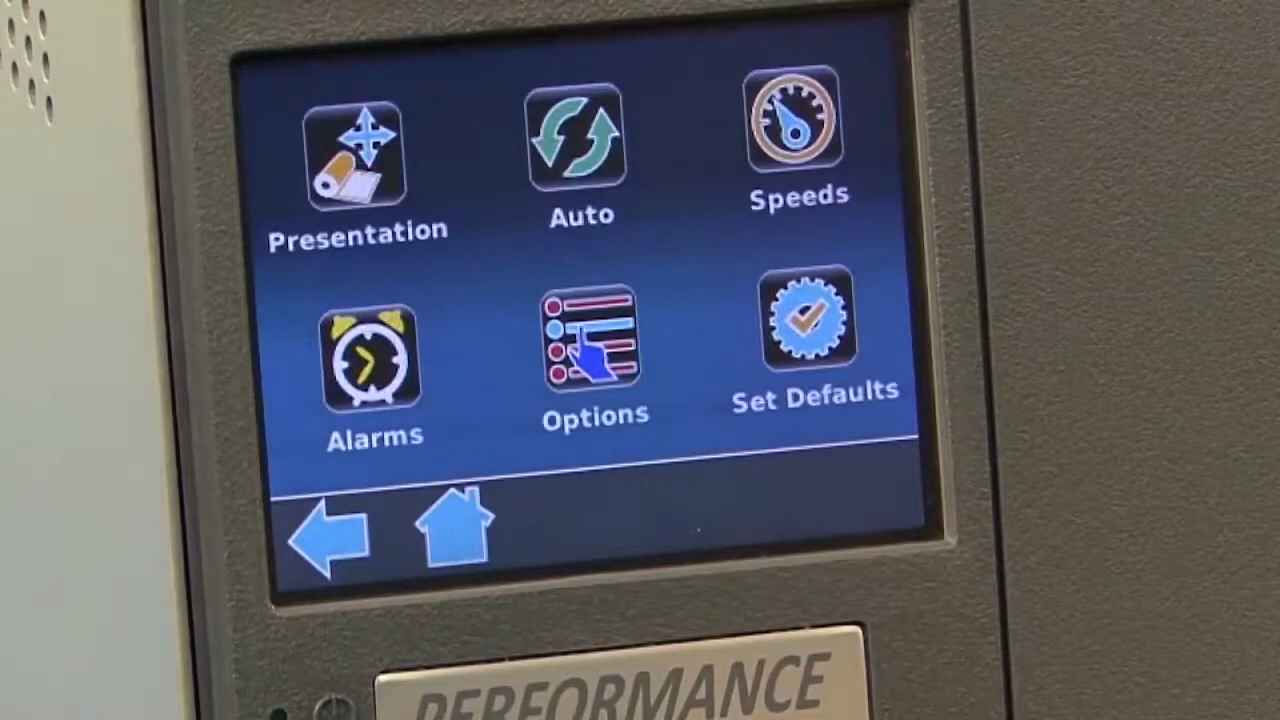 Presentation
Auto
Speeds
Alarms
Options
Set Defaults
PERFORMANCE